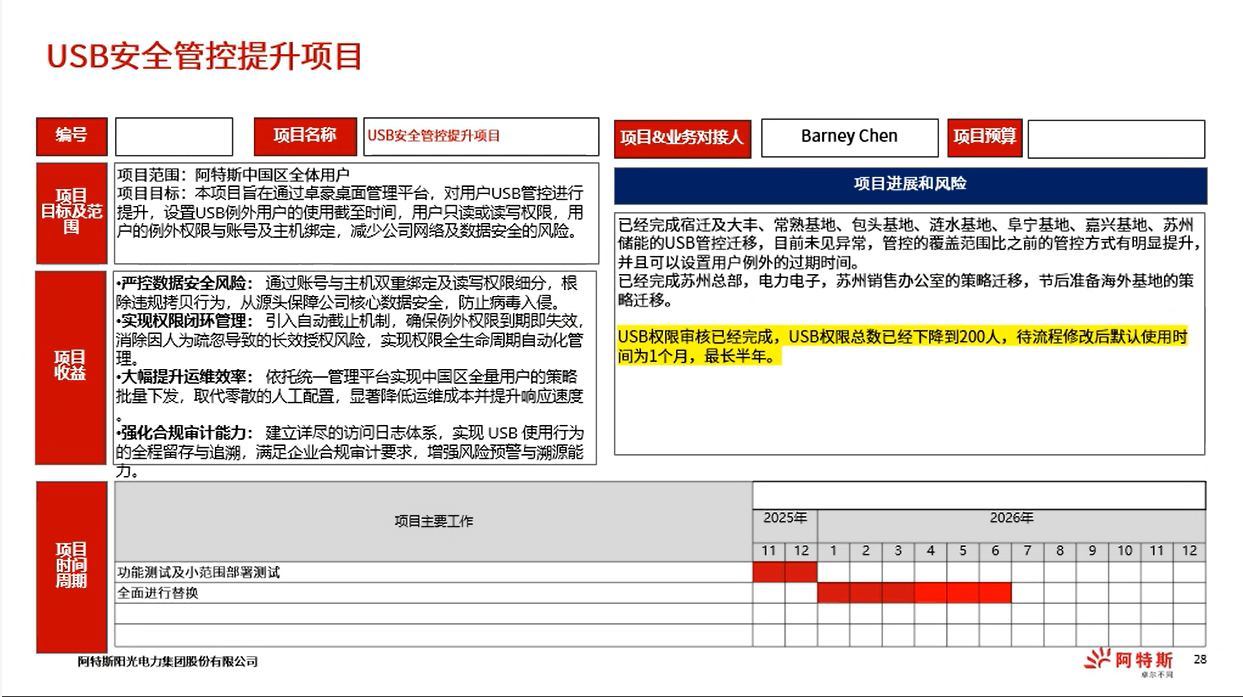 USB安全管控提升项目
编号
项目名称
USB安全管控提升项目
项目&业务对接人
Barney Chen
项目预算
项目
目标及范
围
项目范围：阿特斯中国区全体用户
项目目标：本项目旨在通过卓豪桌面管理平台，对用户USB管控进行
提升，设置USB例外用户的使用截至时间，用户只读或读写权限，用
户的例外权限与账号及主机绑定，减少公司网络及数据安全的风险。
项目进展和风险
已经完成宿迁及大丰、常熟基地、包头基地、涟水基地、阜宁基地、嘉兴基地、苏州
储能的USB管控迁移，目前未见异常，管控的覆盖范围比之前的管控方式有明显提升，
并且可以设置用户例外的过期时间。
已经完成苏州总部，电力电子，苏州销售办公室的策略迁移，节后准备海外基地的策
略迁移。
USB权限审核已经完成，USB权限总数已经下降到200人，待流程修改后默认使用时
间为1个月，最长半年。
项目
收益
•严控数据安全风险： 通过账号与主机双重绑定及读写权限细分，根
除违规拷贝行为，从源头保障公司核心数据安全，防止病毒入侵。
•实现权限闭环管理： 引入自动截止机制，确保例外权限到期即失效，
消除因人为疏忽导致的长效授权风险，实现权限全生命周期自动化管
理。
•大幅提升运维效率： 依托统一管理平台实现中国区全量用户的策略
批量下发，取代零散的人工配置，显著降低运维成本并提升响应速度
。
•强化合规审计能力： 建立详尽的访问日志体系，实现 USB 使用行为
的全程留存与追溯，满足企业合规审计要求，增强风险预警与溯源能
力。
项目
时间
周期
项目主要工作
2025年
2026年
11 12 1 2 3 4 5 6 7 8 9 10 11 12
功能测试及小范围部署测试
全面进行替换
阿特斯阳光电力集团股份有限公司
阿特斯
卓尔不同
28